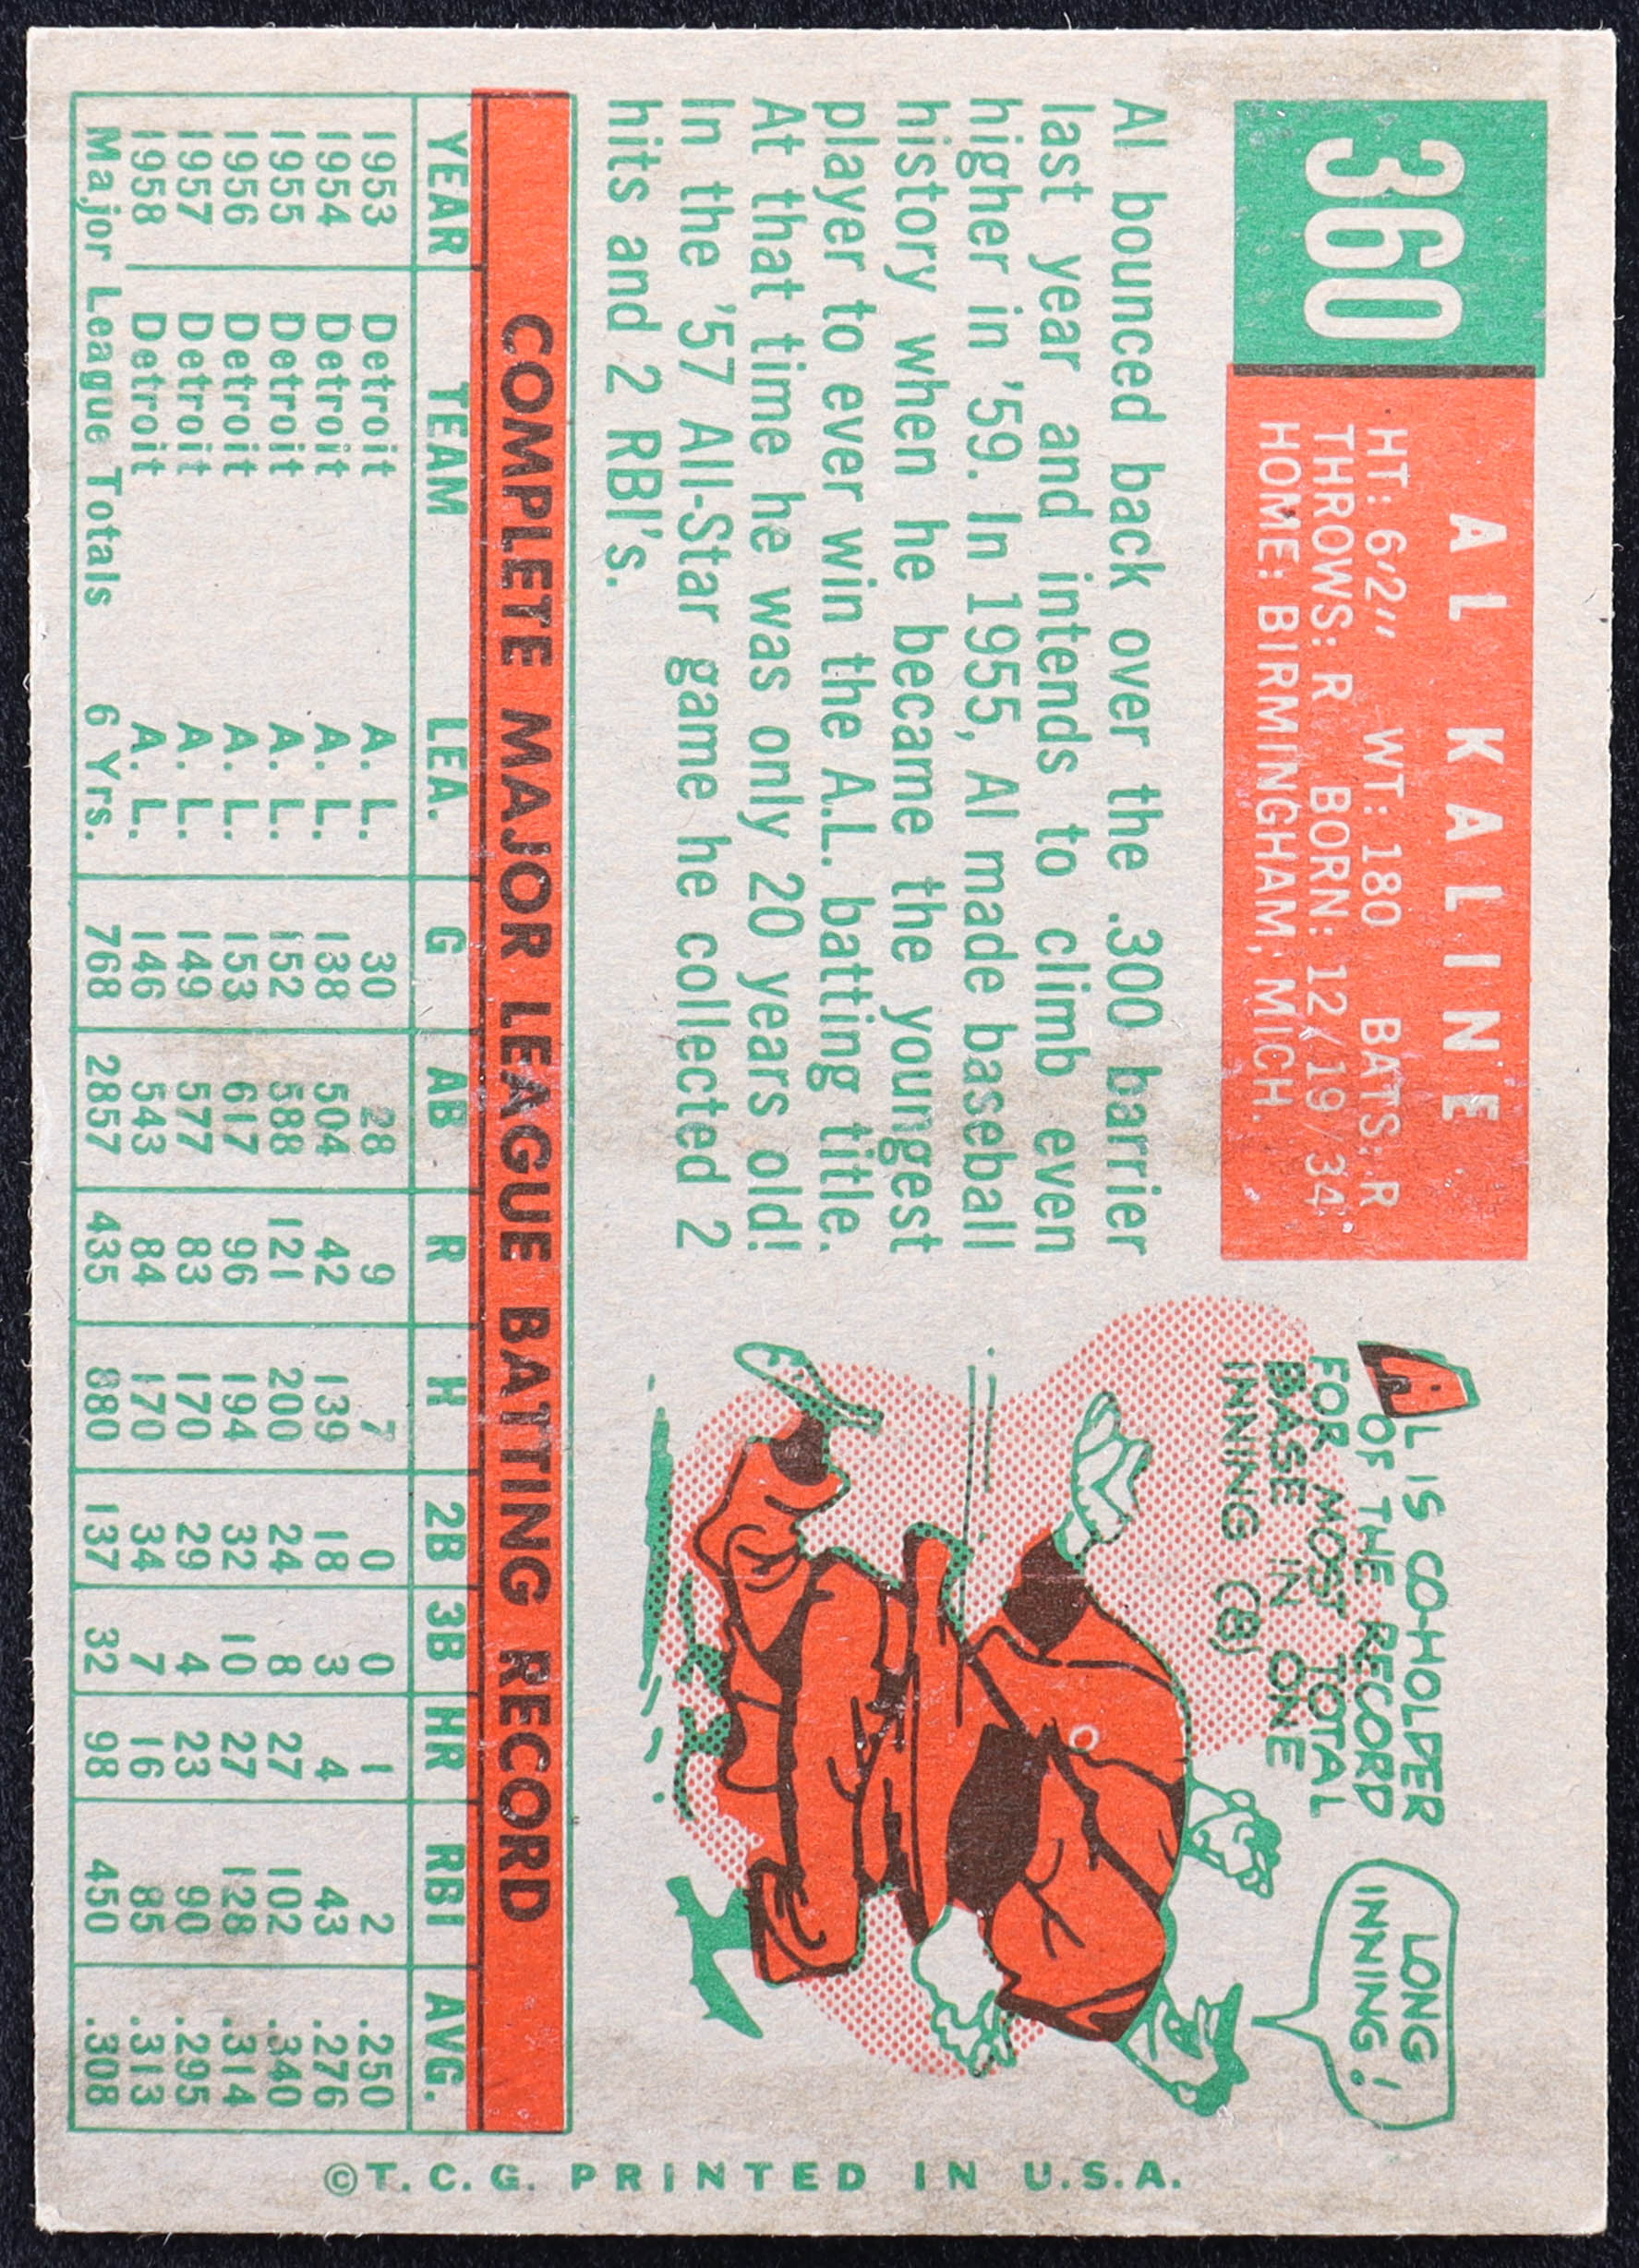 360
AL KALINE
HT: 6'2" WT: 180 BATS: R
THROWS: R BORN: 12/19/34
HOME: BIRMINGHAM, MICH.
Al bounced back over the .300 barrier
last year and intends to climb even
higher in '59. In 1955, Al made baseball
history when he became the youngest
player to ever win the A.L. batting title.
At that time he was only 20 years old!
In the '57 All-Star game he collected 2
hits and 2 RBI's.
AL IS CO-HOLDER
OF THE RECORD
FOR MOST TOTAL
BASE IN ONE
INNING (8)
LONG
INNING!
COMPLETE MAJOR LEAGUE BATTING RECORD
YEAR TEAM LEA. G AB R H 2B 3B HR RBI AVG.
1953 Detroit A. L. 30 28 9 7 0 0 1 2 .250
1954 Detroit A. L. 138 504 42 139 18 3 4 43 .276
1955 Detroit A. L. 152 588 121 200 24 8 27 102 .340
1956 Detroit A. L. 153 617 96 194 32 10 27 128 .314
1957 Detroit A. L. 149 577 83 170 29 4 23 90 .295
1958 Detroit A. L. 146 543 84 170 34 7 16 85 .313
Major League Totals 6 Yrs. 768 2857 435 880 137 32 98 450 .308
©T. C. G. PRINTED IN U.S.A.